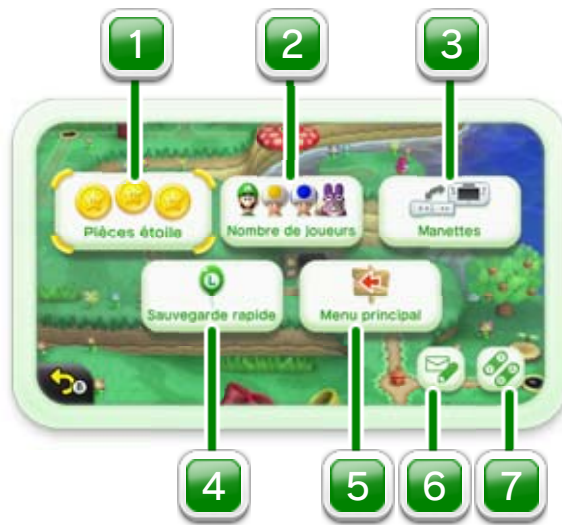 1 2 3
Pièces étoile
Nombre de joueurs
Manettes
L
Sauvegarde rapide
Menu principal
B
4 5 6 7